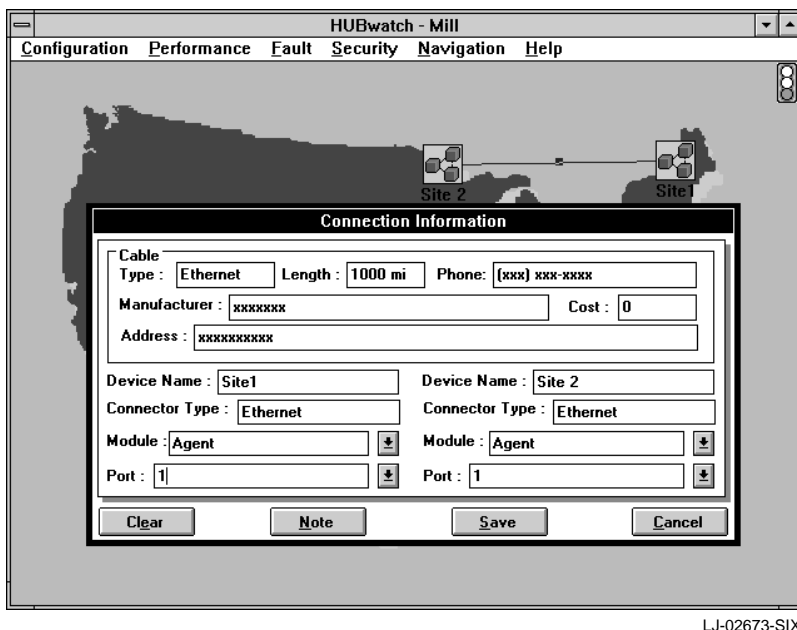 HUBwatch - Mill
Configuration Performance Fault Security Navigation Help
Site 2
Site1
Connection Information
Cable
Type : Ethernet Length : 1000 mi Phone: (xxx) xxx-xxxx
Manufacturer : xxxxxxx Cost : 0
Address : xxxxxxxxxx
Device Name : Site1 Device Name : Site 2
Connector Type : Ethernet Connector Type : Ethernet
Module : Agent Module : Agent
Port : 1 Port : 1
Clear Note Save Cancel
LJ-02673-SIX